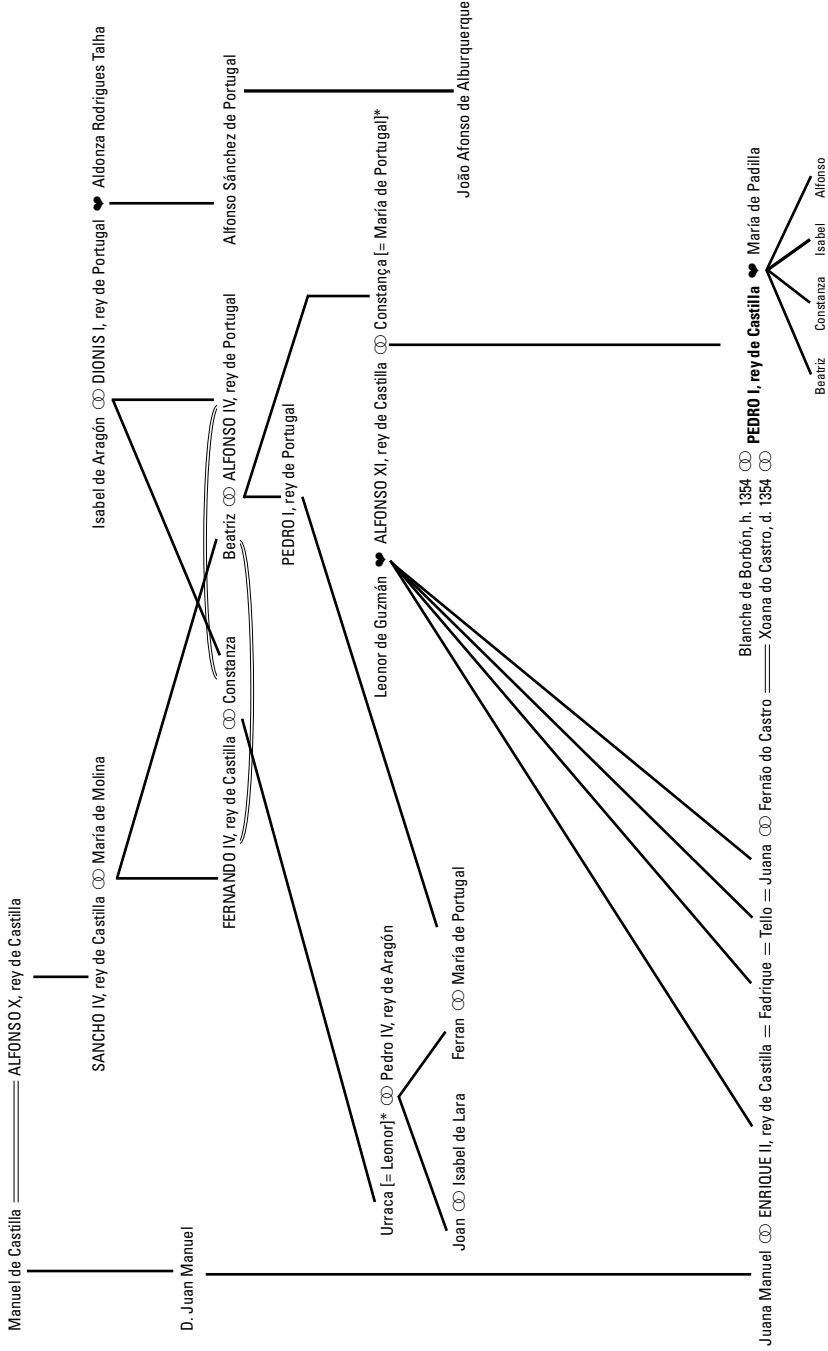 Manuel de Castilla ALFONSO X, rey de Castilla
Isabel de Aragón DIONIS I, rey de Portugal Aldonza Rodrigues Talha
SANCHO IV, rey de Castilla María de Molina
D. Juan Manuel
FERNANDO IV, rey de Castilla Constanza Beatriz ALFONSO IV, rey de Portugal Alfonso Sánchez de Portugal
PEDRO I, rey de Portugal
Urraca [= Leonor]* Pedro IV, rey de Aragón Leonor de Guzmán ALFONSO XI, rey de Castilla Constança [= María de Portugal]*
Joan Isabel de Lara Ferran María de Portugal João Afonso de Alburquerque
Blanche de Borbón, h. 1354 PEDRO I, rey de Castilla María de Padilla
Juana Manuel ENRIQUE II, rey de Castilla = Fadrique = Tello = Juana Fernão do Castro Xoana do Castro, d. 1354
Beatriz Constanza Isabel Alfonso